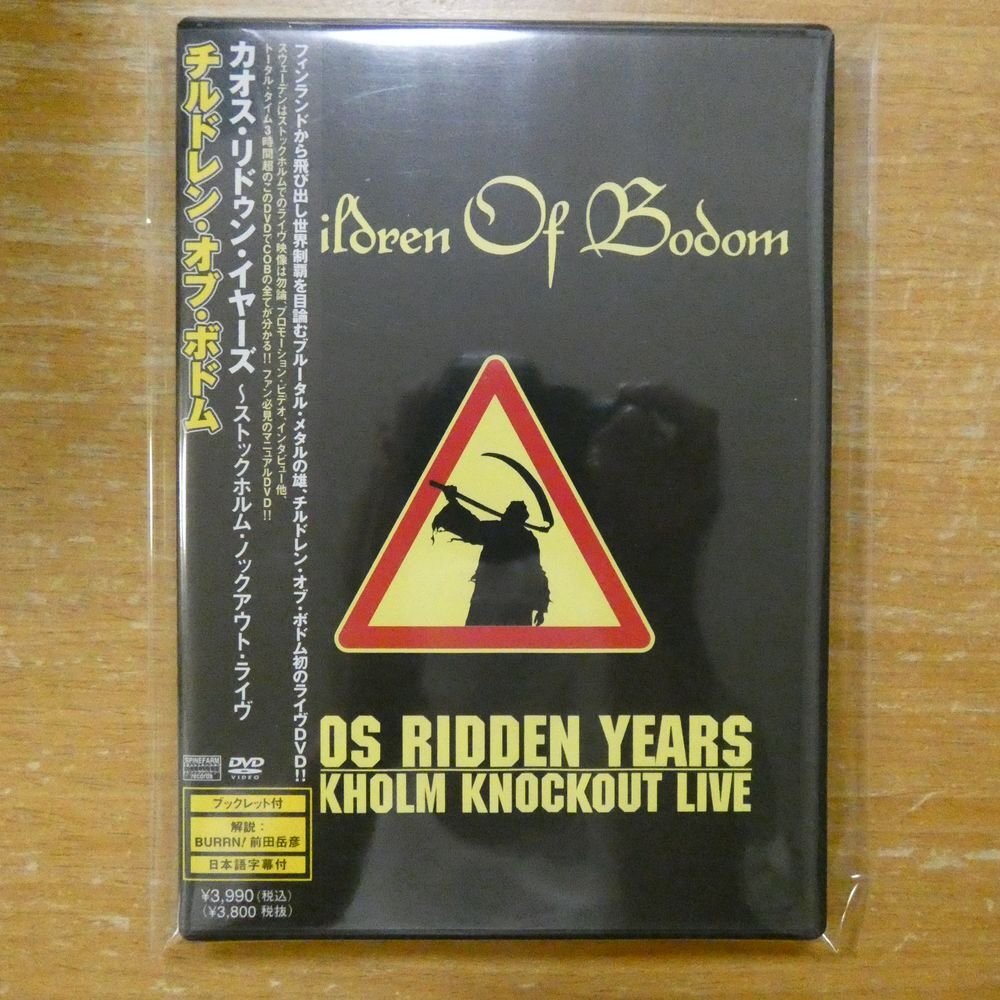 フィンランドから飛び出し世界制覇を目論むブルータル・メタルの雄、チルドレン・オブ・ボドム初のライヴDVD!!
スウェーデンはストックホルムでのライヴ映像は勿論、プロモーション・ビデオ、インタビュー他、
トータル・タイム3時間超のこのDVDでCOBの全てが分かる!! ファン必見のマニュアルDVD!!
カオス・リドゥン・イヤーズ 〜ストックホルム・ノックアウト・ライヴ
チルドレン・オブ・ボドム
SPINEFARM
records
DVD
VIDEO
ブックレット付
解説：
BURRN! 前田岳彦
日本語字幕付
¥3,990(税込)
(¥3,800 税抜)
ildren Of Bodom
OS RIDDEN YEARS
KHOLM KNOCKOUT LIVE